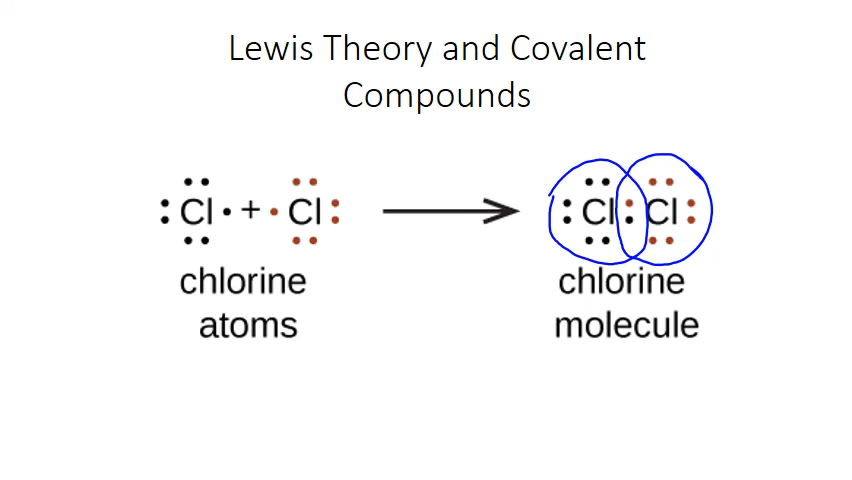 Lewis Theory and Covalent
Compounds
Cl + Cl → Cl Cl
chlorine chlorine
atoms molecule